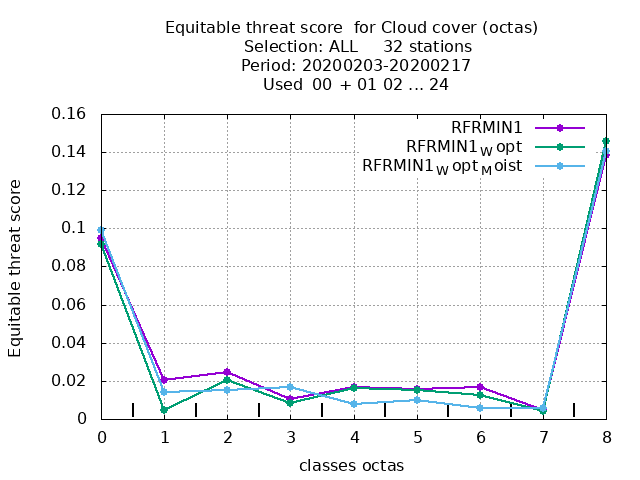 Equitable threat score  for Cloud cover (octas)
Selection: ALL     32 stations
Period: 20200203-20200217
Used  00 + 01 02 ... 24
RFRMIN1
RFRMIN1Wopt
RFRMIN1WoptMoist
Equitable threat score
0.16
0.14
0.12
0.1
0.08
0.06
0.04
0.02
0
0 1 2 3 4 5 6 7 8
classes octas